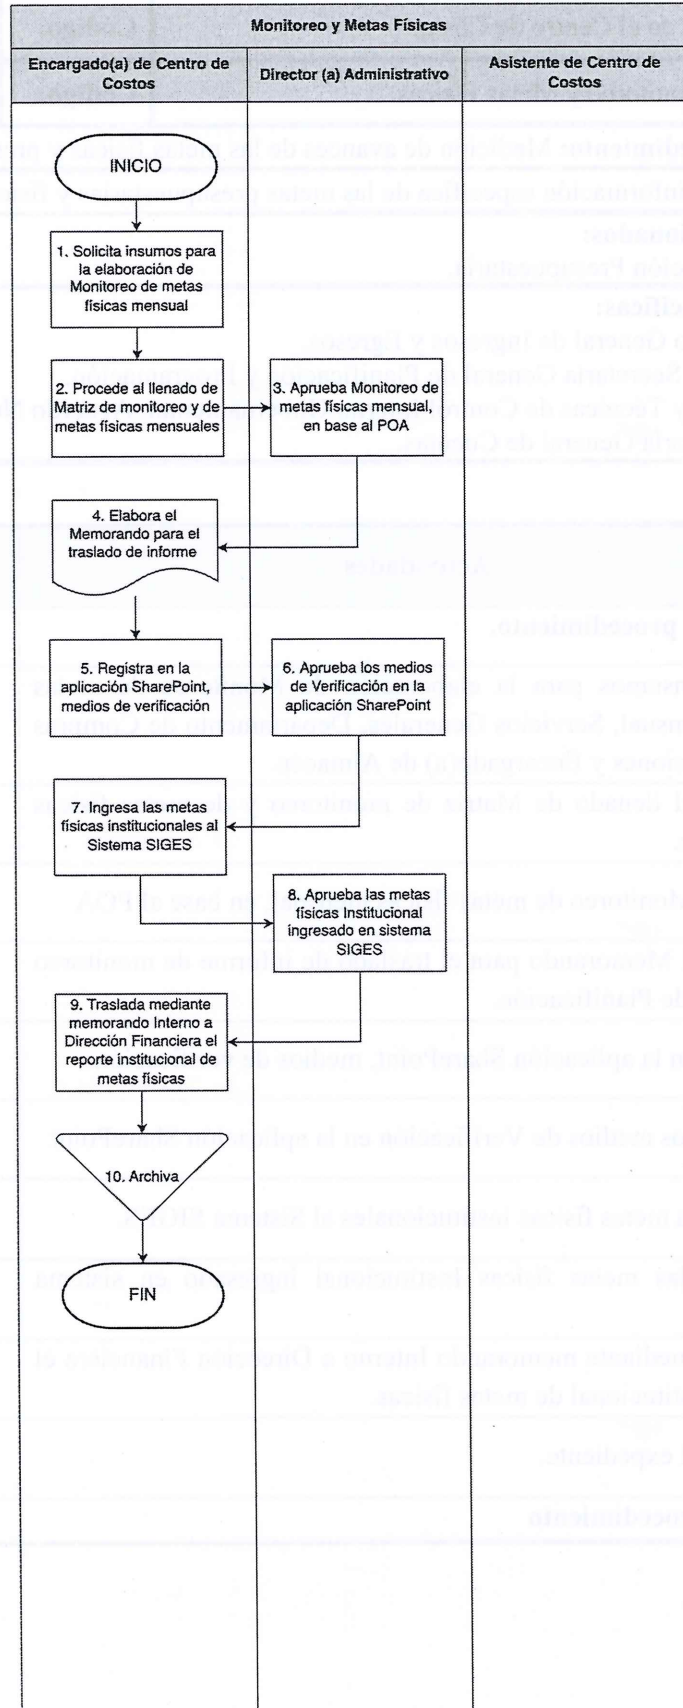 Monitoreo y Metas Físicas
Encargado(a) de Centro de
Costos
Director (a) Administrativo
Asistente de Centro de
Costos
INICIO
1. Solicita insumos para
la elaboración de
Monitoreo de metas
físicas mensual
2. Procede al llenado de
Matriz de monitoreo y de
metas físicas mensuales
3. Aprueba Monitoreo de
metas físicas mensual,
en base al POA
4. Elabora el
Memorando para el
traslado de informe
5. Registra en la
aplicación SharePoint,
medios de verificación
6. Aprueba los medios
de Verificación en la
aplicación SharePoint
7. Ingresa las metas
físicas institucionales al
Sistema SIGES
8. Aprueba las metas
físicas Institucional
ingresado en sistema
SIGES
9. Traslada mediante
memorando Interno a
Dirección Financiera el
reporte institucional de
metas físicas
10. Archiva
FIN